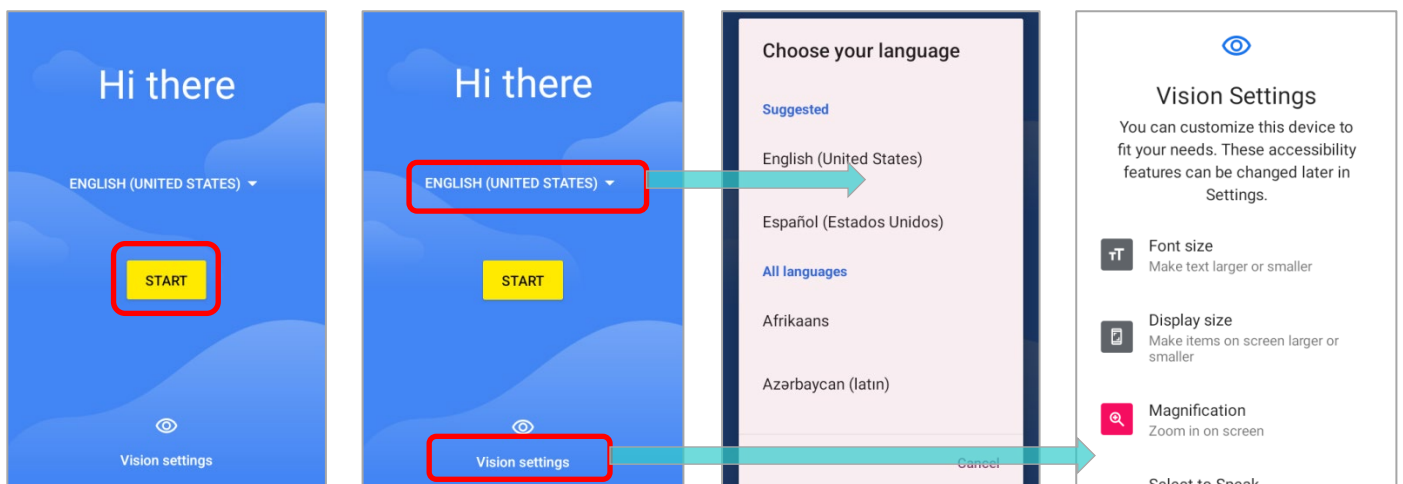 Hi there
ENGLISH (UNITED STATES)
START
Vision settings
Hi there
ENGLISH (UNITED STATES)
START
Vision settings
Choose your language
Suggested
English (United States)
Español (Estados Unidos)
All languages
Afrikaans
Azərbaycan (latın)
Cancel
Vision Settings
You can customize this device to
fit your needs. These accessibility
features can be changed later in
Settings.
Font size
Make text larger or smaller
Display size
Make items on screen larger or
smaller
Magnification
Zoom in on screen
Select to Speak